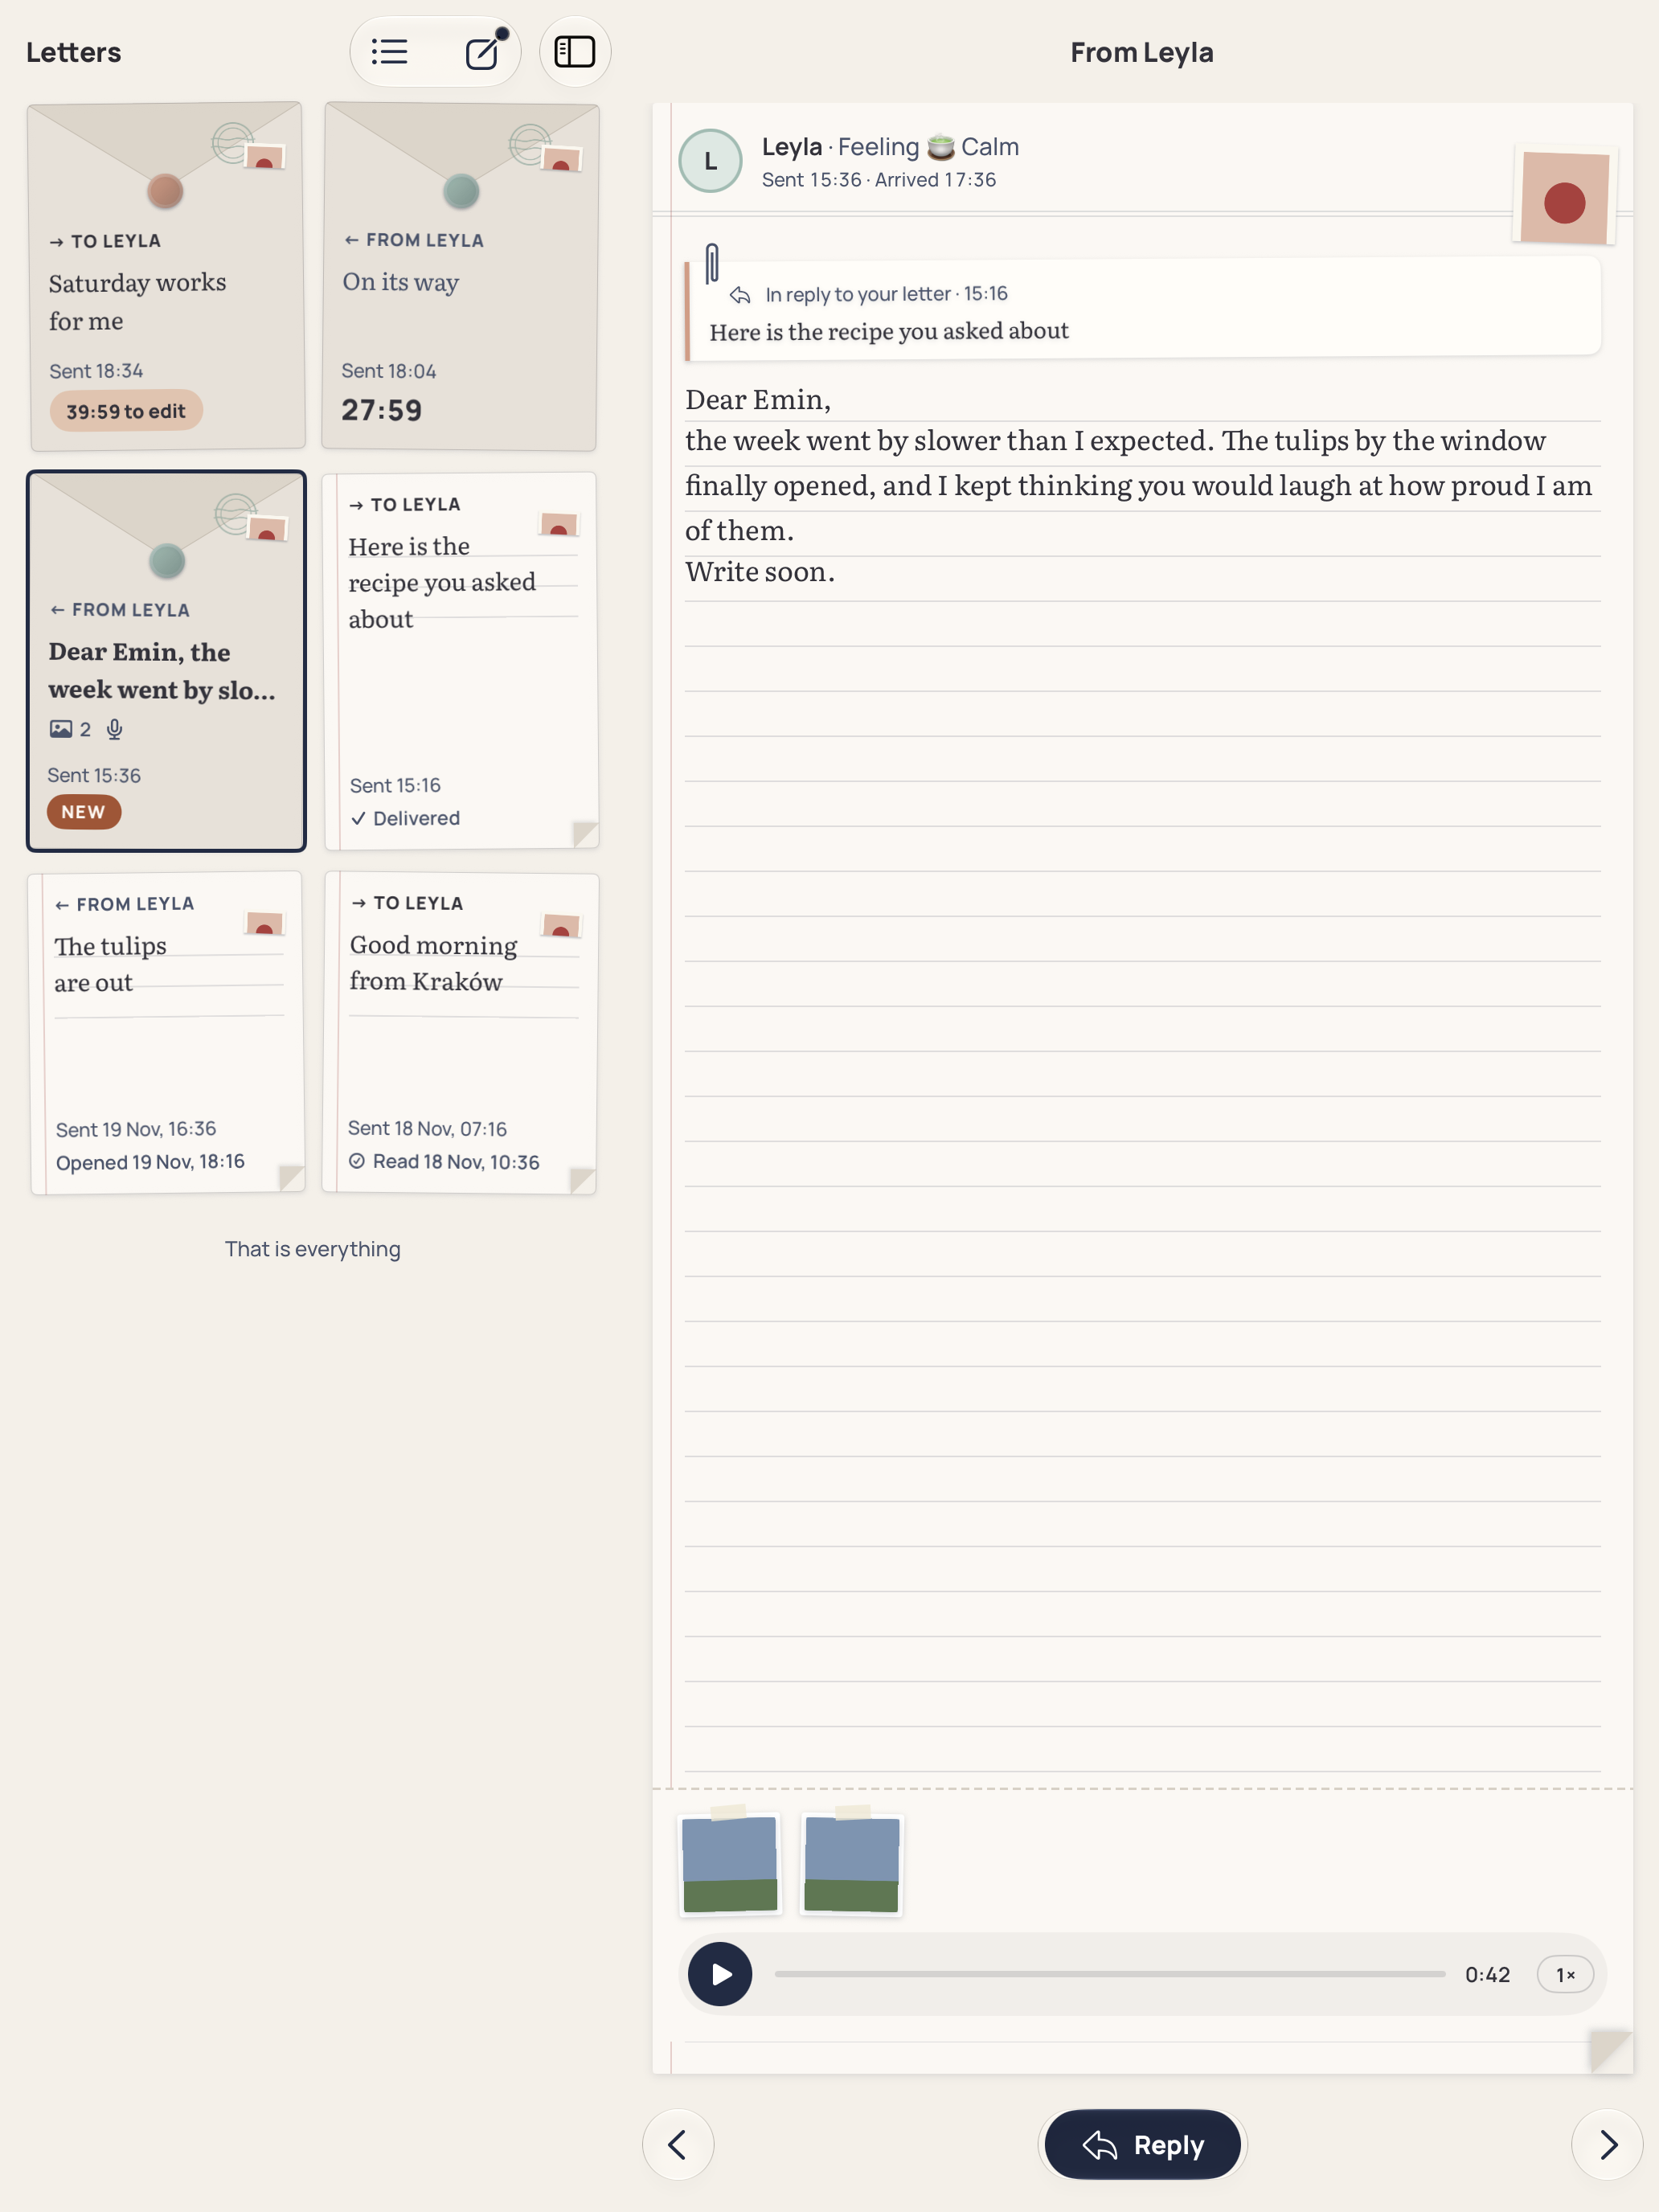 Letters
→ TO LEYLA
Saturday works
for me
Sent 18:34
39:59 to edit
← FROM LEYLA
On its way
Sent 18:04
27:59
← FROM LEYLA
Dear Emin, the
week went by slo...
2
Sent 15:36
NEW
→ TO LEYLA
Here is the
recipe you asked
about
Sent 15:16
Delivered
← FROM LEYLA
The tulips
are out
Sent 19 Nov, 16:36
Opened 19 Nov, 18:16
→ TO LEYLA
Good morning
from Kraków
Sent 18 Nov, 07:16
Read 18 Nov, 10:36
That is everything
From Leyla
L
Leyla · Feeling 🍵 Calm
Sent 15:36 · Arrived 17:36
In reply to your letter · 15:16
Here is the recipe you asked about
Dear Emin,
the week went by slower than I expected. The tulips by the window
finally opened, and I kept thinking you would laugh at how proud I am
of them.
Write soon.
0:42
1×
Reply